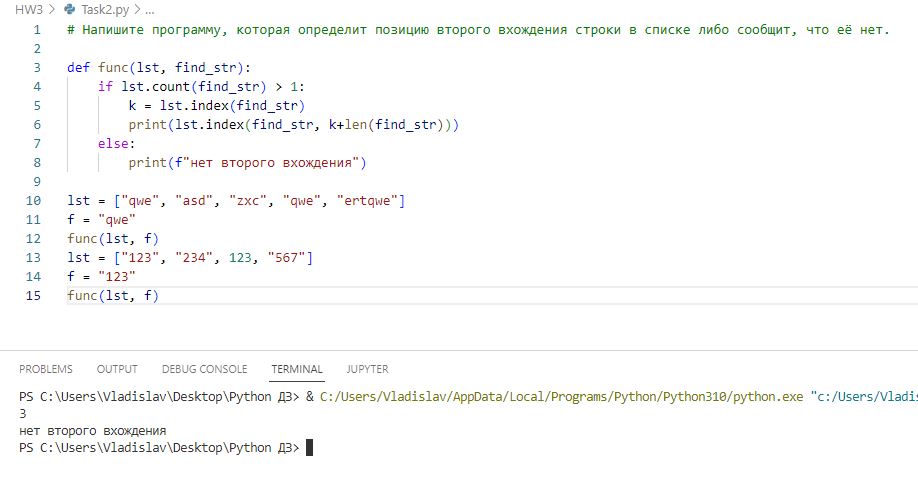 HW3 > Task2.py > ...
1 # Напишите программу, которая определит позицию второго вхождения строки в списке либо сообщит, что её нет.
2
3 def func(lst, find_str):
4     if lst.count(find_str) > 1:
5         k = lst.index(find_str)
6         print(lst.index(find_str, k+len(find_str)))
7     else:
8         print(f"нет второго вхождения")
9
10 lst = ["qwe", "asd", "zxc", "qwe", "ertqwe"]
11 f = "qwe"
12 func(lst, f)
13 lst = ["123", "234", 123, "567"]
14 f = "123"
15 func(lst, f)
PROBLEMS OUTPUT DEBUG CONSOLE TERMINAL JUPYTER
PS C:\Users\Vladislav\Desktop\Python ДЗ> & C:/Users/Vladislav/AppData/Local/Programs/Python/Python310/python.exe "c:/Users/Vladis
3
нет второго вхождения
PS C:\Users\Vladislav\Desktop\Python ДЗ>